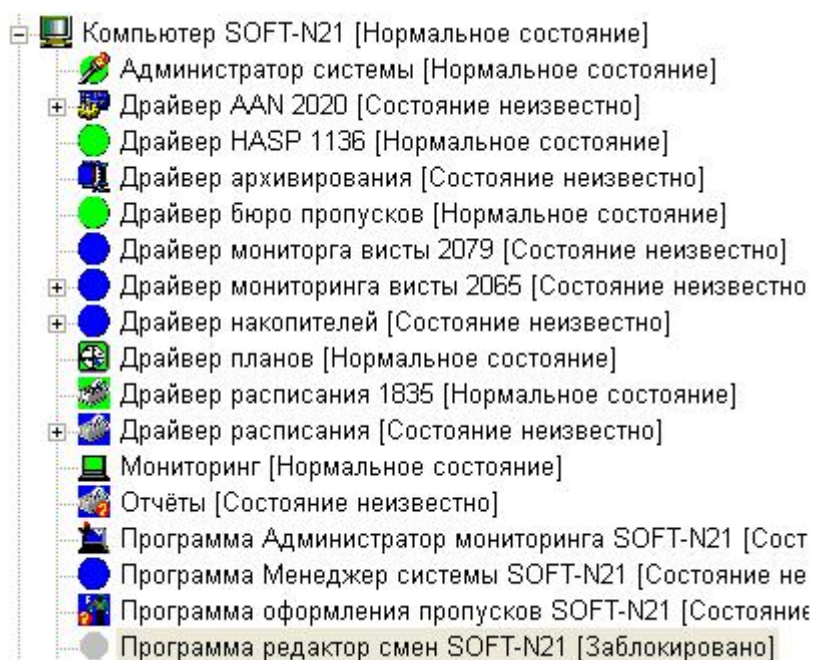 Компьютер SOFT-N21 [Нормальное состояние]
Администратор системы [Нормальное состояние]
Драйвер AAN 2020 [Состояние неизвестно]
Драйвер HASP 1136 [Нормальное состояние]
Драйвер архивирования [Состояние неизвестно]
Драйвер бюро пропусков [Нормальное состояние]
Драйвер мониторга висты 2079 [Состояние неизвестно]
Драйвер мониторинга висты 2065 [Состояние неизвестно
Драйвер накопителей [Состояние неизвестно]
Драйвер планов [Нормальное состояние]
Драйвер расписания 1835 [Нормальное состояние]
Драйвер расписания [Состояние неизвестно]
Мониторинг [Нормальное состояние]
Отчёты [Состояние неизвестно]
Программа Администратор мониторинга SOFT-N21 [Сост
Программа Менеджер системы SOFT-N21 [Состояние не
Программа оформления пропусков SOFT-N21 [Состояние
Программа редактор смен SOFT-N21 [Заблокировано]